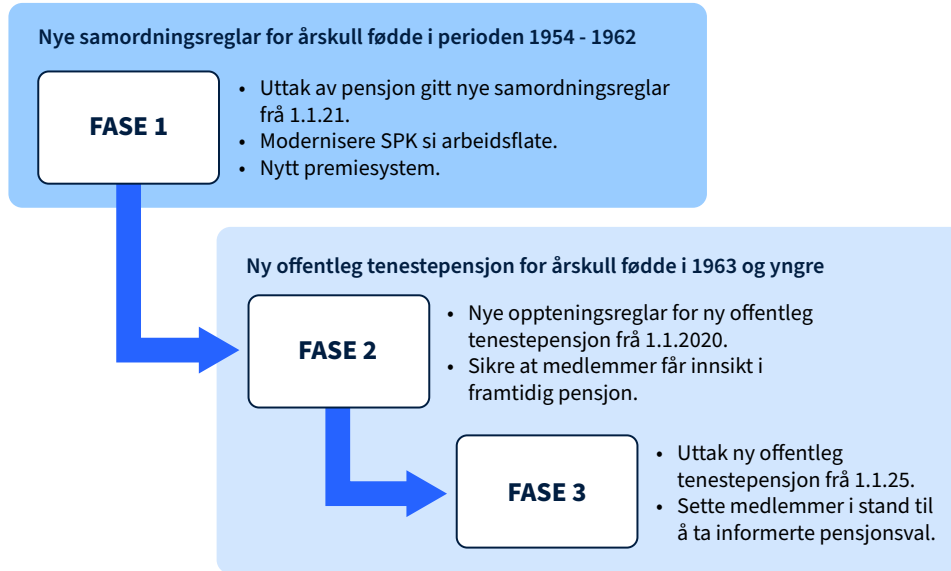 Nye samordningsreglar for årskull fødde i perioden 1954 - 1962
FASE 1
• Uttak av pensjon gitt nye samordningsreglar
frå 1.1.21.
• Modernisere SPK si arbeidsflate.
• Nytt premiesystem.
Ny offentleg tenestepensjon for årskull fødde i 1963 og yngre
FASE 2
• Nye oppteningsreglar for ny offentleg
tenestepensjon frå 1.1.2020.
• Sikre at medlemmer får innsikt i
framtidig pensjon.
FASE 3
• Uttak ny offentleg
tenestepensjon frå 1.1.25.
• Sette medlemmer i stand til
å ta informerte pensjonsval.